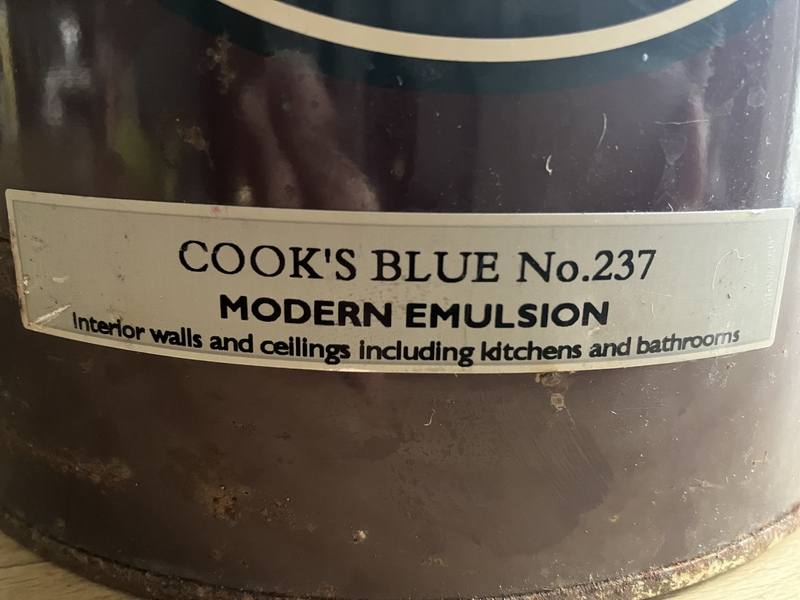 COOK'S BLUE No.237
MODERN EMULSION
Interior walls and ceilings including kitchens and bathrooms